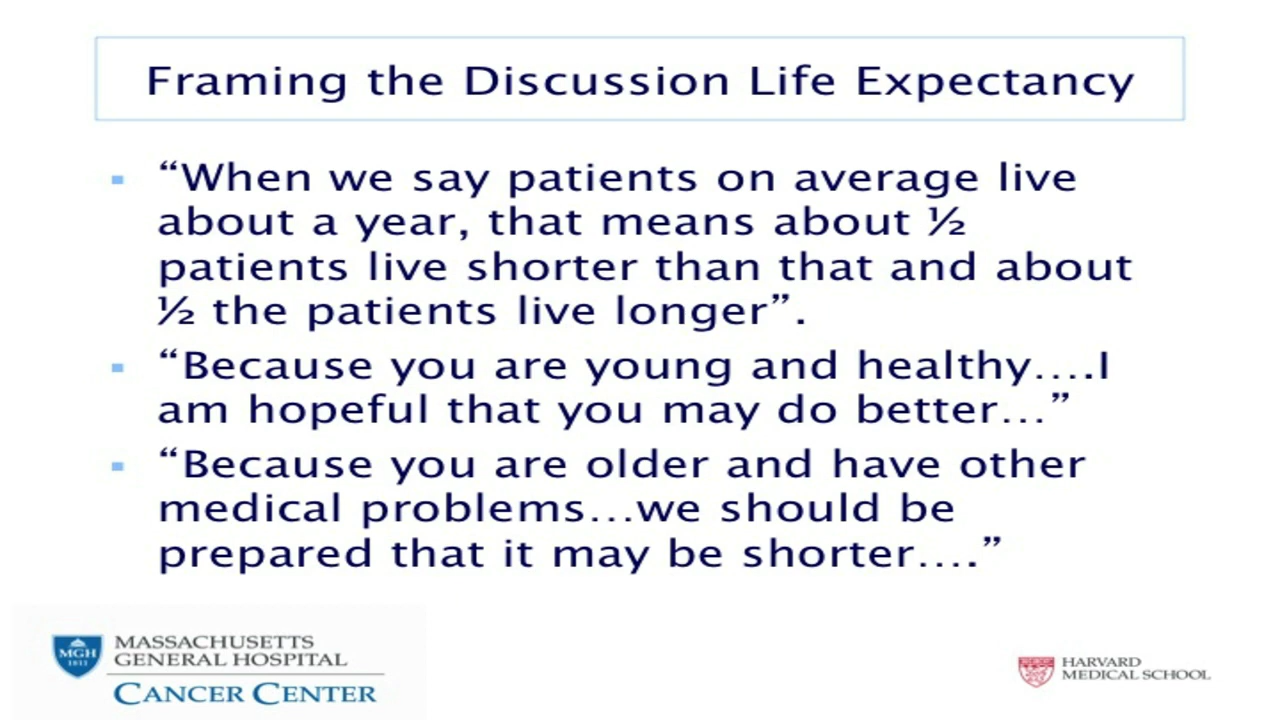 Framing the Discussion Life Expectancy
“When we say patients on average live
about a year, that means about ½
patients live shorter than that and about
½ the patients live longer”.
“Because you are young and healthy….I
am hopeful that you may do better…”
“Because you are older and have other
medical problems…we should be
prepared that it may be shorter….”
MGH
1811
MASSACHUSETTS
GENERAL HOSPITAL
CANCER CENTER
HARVARD
MEDICAL SCHOOL